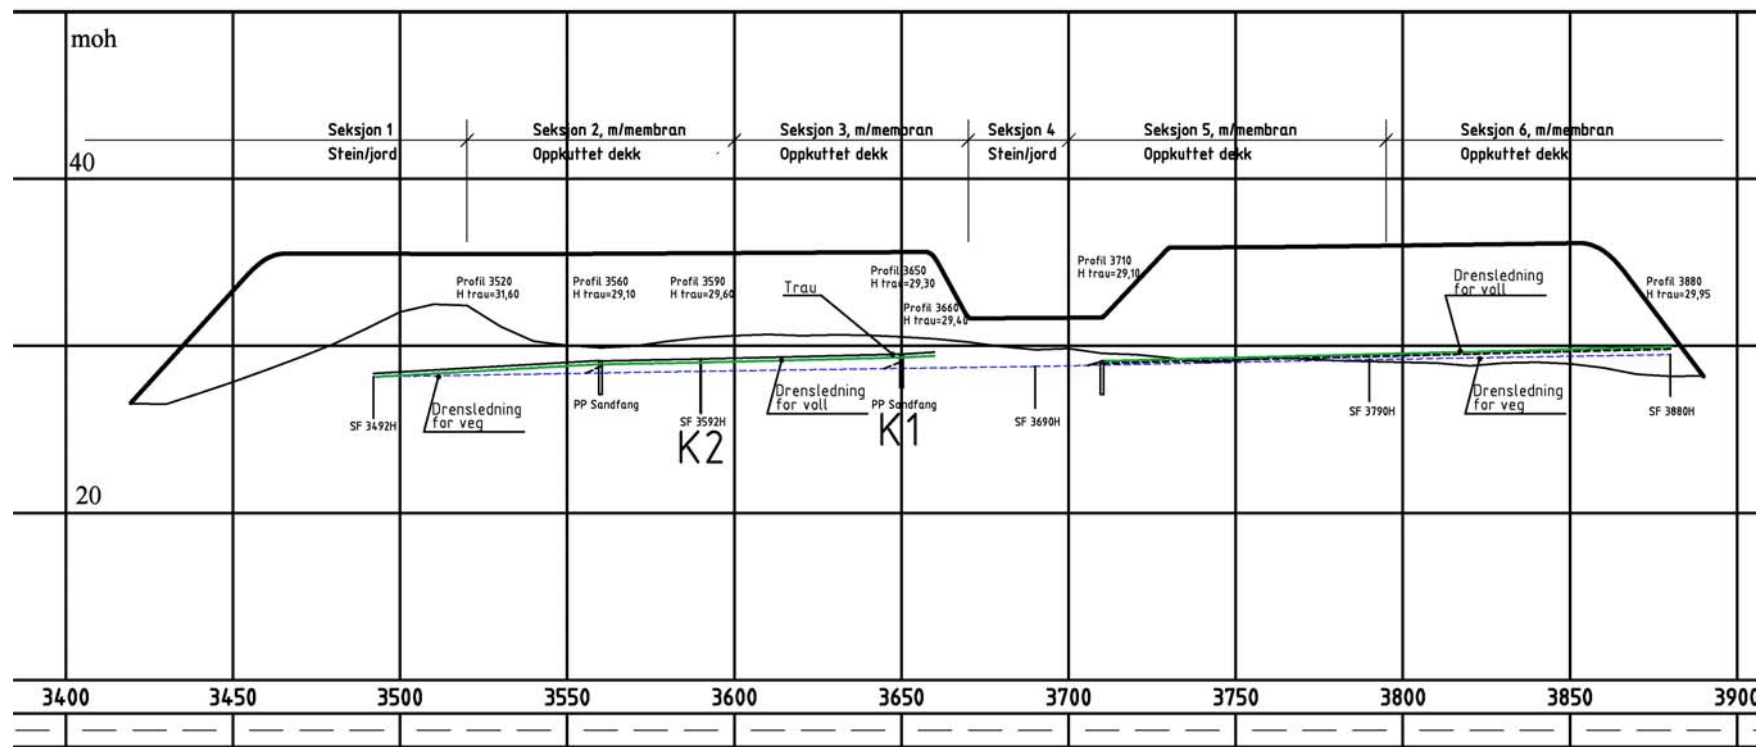 moh
Seksjon 1
Stein/jord
Seksjon 2, m/membran
Oppkuttet dekk
Seksjon 3, m/membran
Oppkuttet dekk
Seksjon 4
Stein/jord
Seksjon 5, m/membran
Oppkuttet dekk
Seksjon 6, m/membran
Oppkuttet dekk
40
Profil 3520
H trau=31,60
Profil 3560
H trau=29,10
Profil 3590
H trau=29,60
Trau
Profil 3650
H trau=29,30
Profil 3660
H trau=29,40
Profil 3710
H trau=29,10
Drensledning
for voll
Profil 3880
H trau=29,95
SF 3492H
Drensledning
for veg
PP Sandfang
SF 3592H
K2
Drensledning
for voll
PP Sandfang
K1
SF 3690H
SF 3790H
Drensledning
for veg
SF 3880H
20
3400 3450 3500 3550 3600 3650 3700 3750 3800 3850 3900